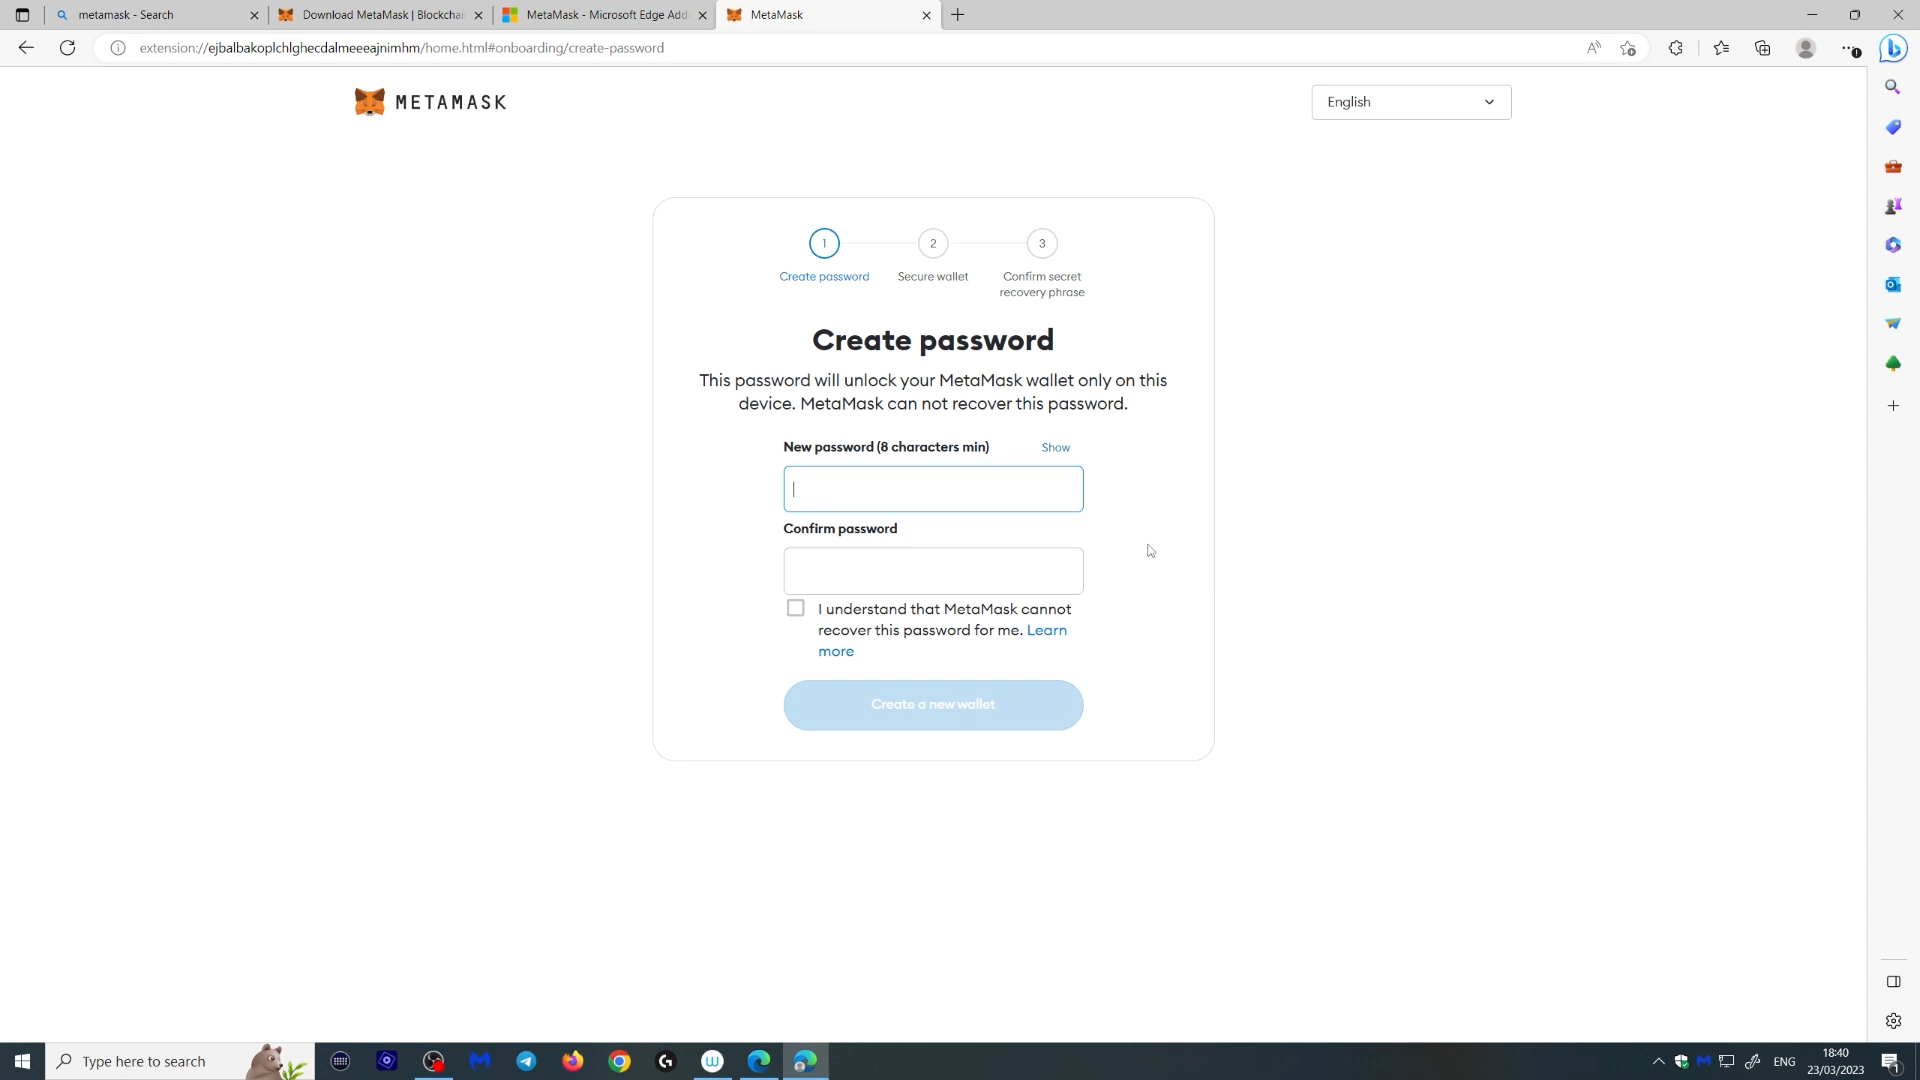 metamask - Search
Download MetaMask | Blockchai
MetaMask - Microsoft Edge Add
MetaMask
extension://ejbalbakoplchlghecdalmeeeajnimhm/home.html#onboarding/create-password
METAMASK
English
1
2
3
Create password
Secure wallet
Confirm secret
recovery phrase
Create password
This password will unlock your MetaMask wallet only on this
device. MetaMask can not recover this password.
New password (8 characters min)
Show
Confirm password
I understand that MetaMask cannot
recover this password for me. Learn
more
Create a new wallet
Type here to search
ENG
18:40
23/03/2023
1